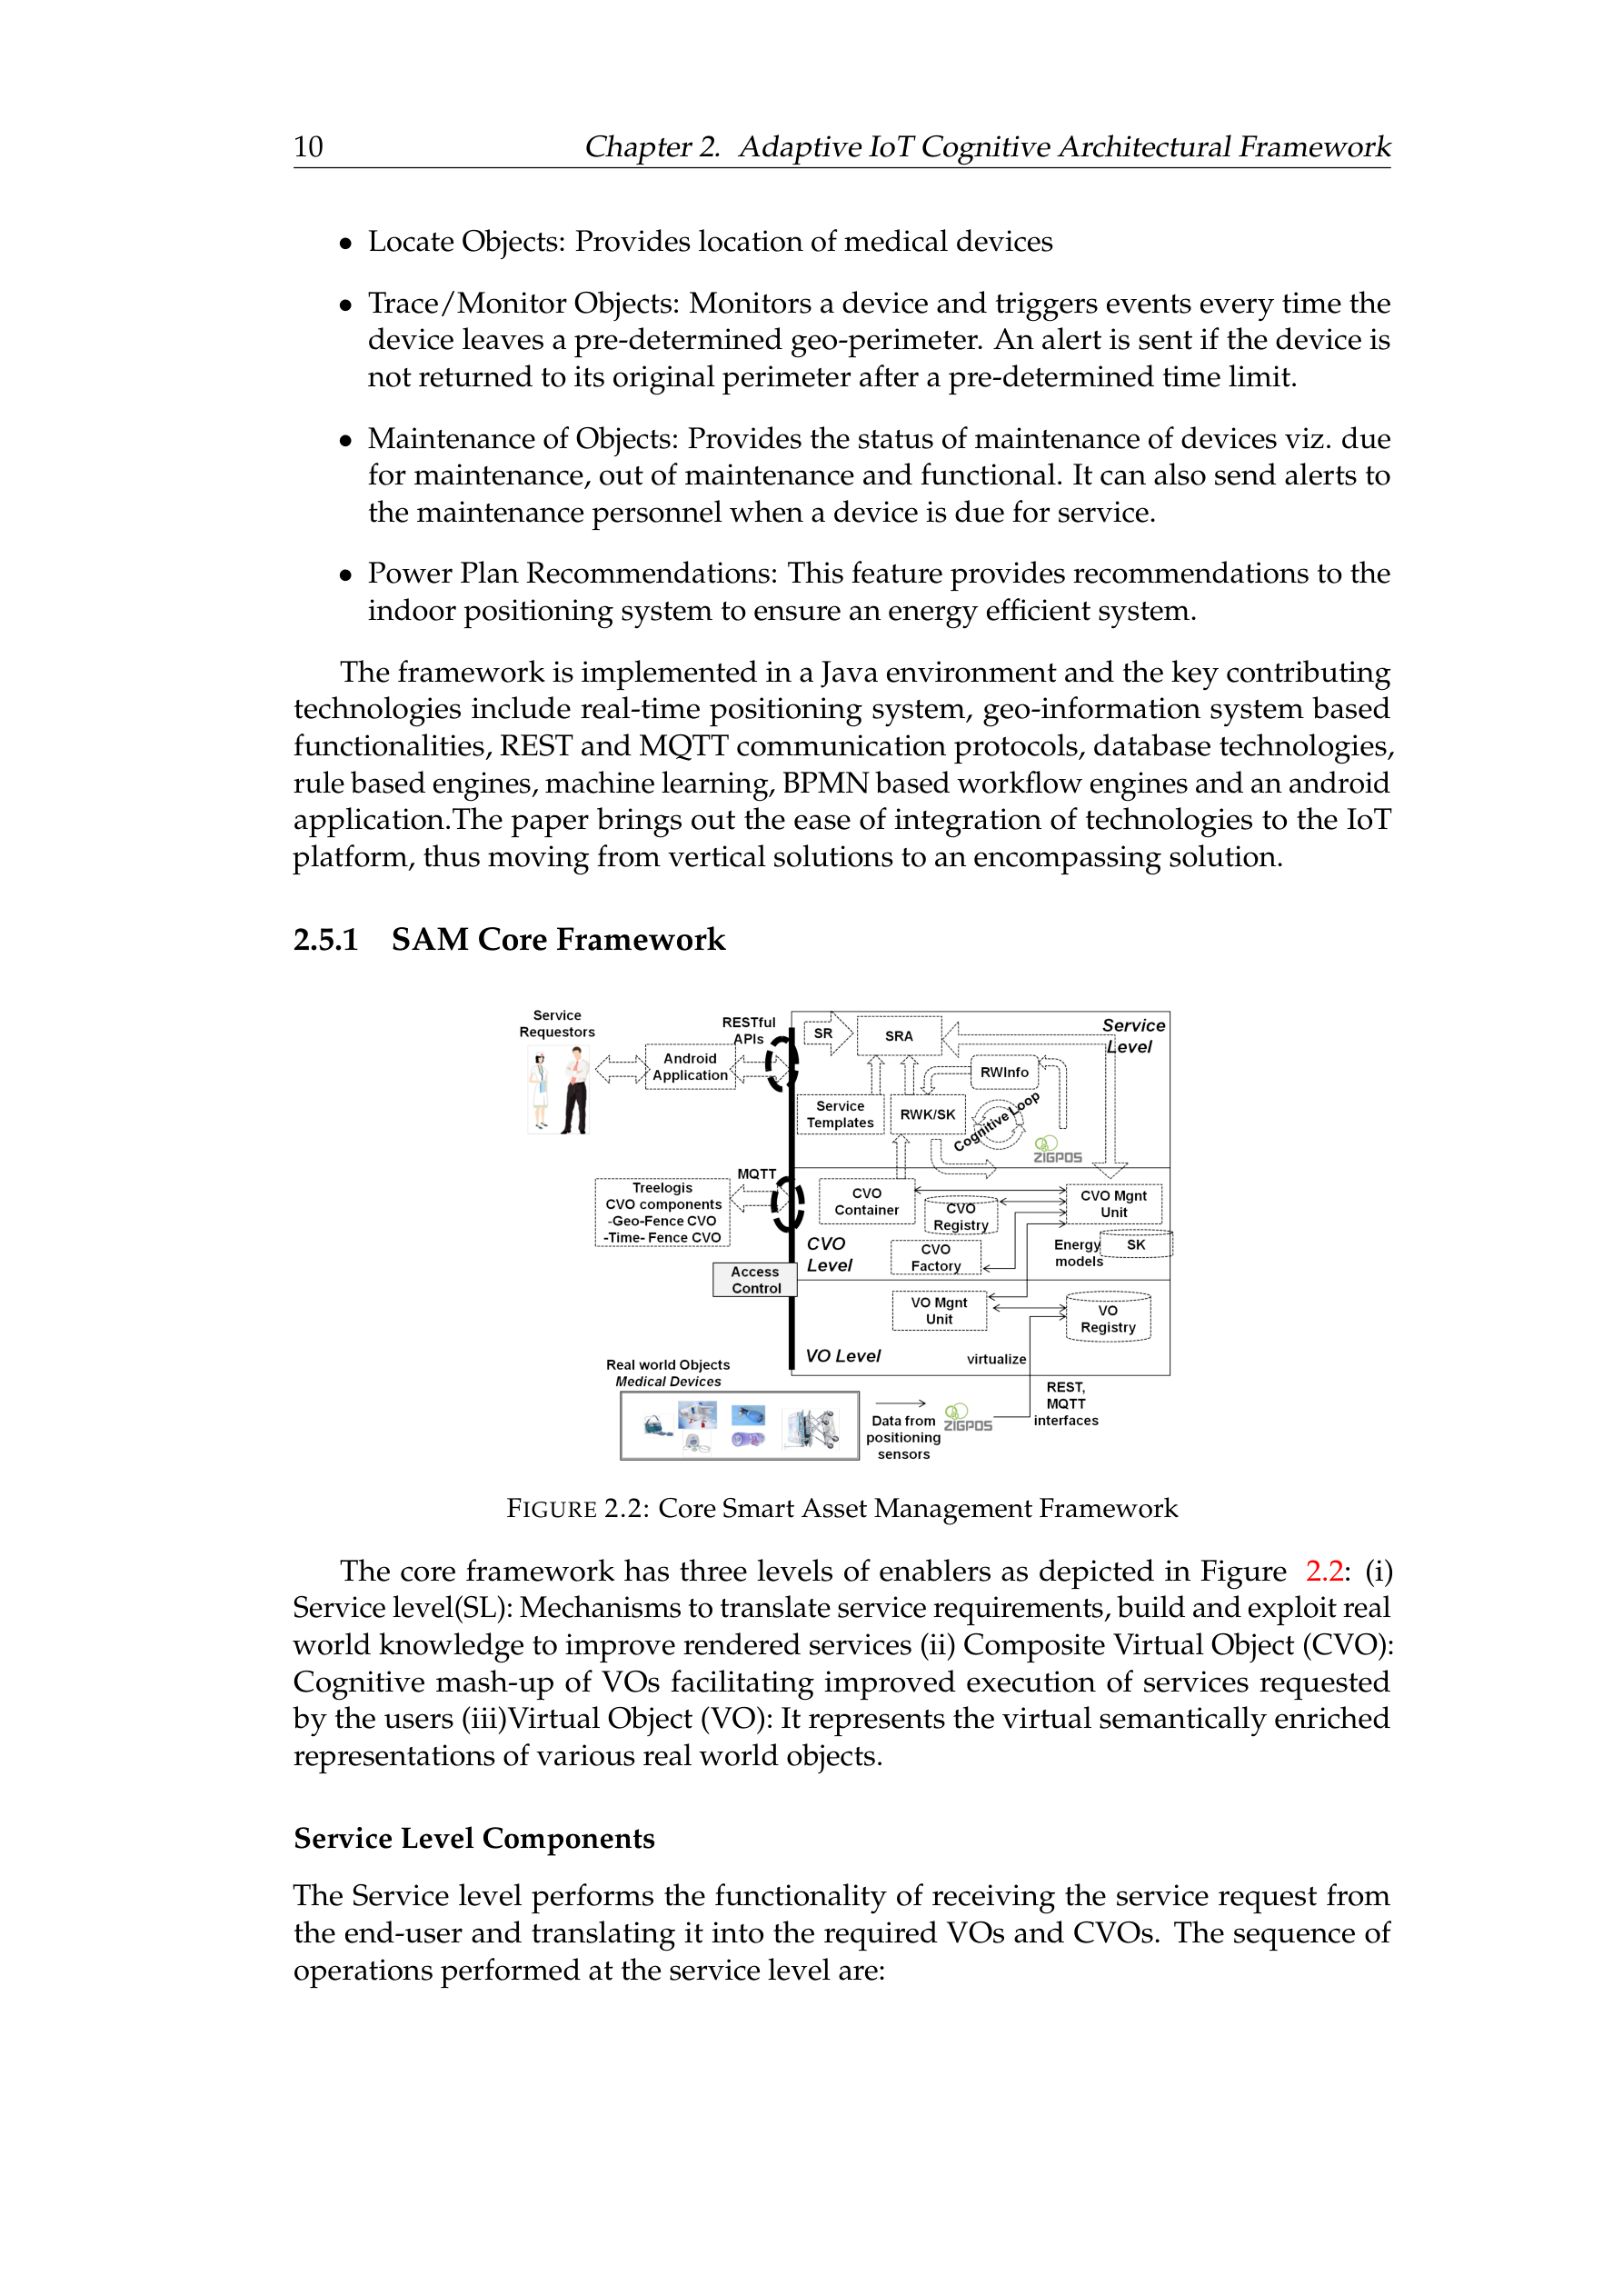 10 Chapter 2. Adaptive IoT Cognitive Architectural Framework
• Locate Objects: Provides location of medical devices
• Trace/Monitor Objects: Monitors a device and triggers events every time the
device leaves a pre-determined geo-perimeter. An alert is sent if the device is
not returned to its original perimeter after a pre-determined time limit.
• Maintenance of Objects: Provides the status of maintenance of devices viz. due
for maintenance, out of maintenance and functional. It can also send alerts to
the maintenance personnel when a device is due for service.
• Power Plan Recommendations: This feature provides recommendations to the
indoor positioning system to ensure an energy efficient system.
The framework is implemented in a Java environment and the key contributing
technologies include real-time positioning system, geo-information system based
functionalities, REST and MQTT communication protocols, database technologies,
rule based engines, machine learning, BPMN based workflow engines and an android
application.The paper brings out the ease of integration of technologies to the IoT
platform, thus moving from vertical solutions to an encompassing solution.
2.5.1 SAM Core Framework
Service
Requestors
RESTful
APIs
Android
Application
SR
SRA
Service
Level
RWInfo
Service
Templates
RWK/SK
Cognitive Loop
ZIGPOS
MQTT
Treelogis
CVO components
-Geo-Fence CVO
-Time- Fence CVO
CVO
Container
CVO
Registry
CVO Mgnt
Unit
CVO
Level
CVO
Factory
Energy
models
SK
Access
Control
VO Mgnt
Unit
VO
Registry
VO Level
virtualize
Real world Objects
Medical Devices
Data from
positioning
sensors
ZIGPOS
REST,
MQTT
interfaces
FIGURE 2.2: Core Smart Asset Management Framework
The core framework has three levels of enablers as depicted in Figure 2.2: (i)
Service level(SL): Mechanisms to translate service requirements, build and exploit real
world knowledge to improve rendered services (ii) Composite Virtual Object (CVO):
Cognitive mash-up of VOs facilitating improved execution of services requested
by the users (iii)Virtual Object (VO): It represents the virtual semantically enriched
representations of various real world objects.
Service Level Components
The Service level performs the functionality of receiving the service request from
the end-user and translating it into the required VOs and CVOs. The sequence of
operations performed at the service level are: